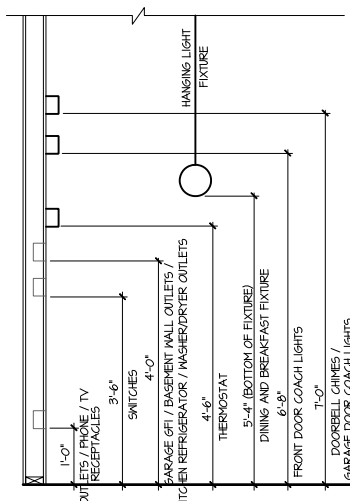 HANGING LIGHT
FIXTURE
1'-0"
OUTLETS / PHONE / TV
RECEPTACLES
3'-6"
SWITCHES
4'-0"
GARAGE GFI / BASEMENT WALL OUTLETS /
TCHEN REFRIGERATOR / WASHER/DRYER OUTLETS
4'-6"
THERMOSTAT
5'-4" (BOTTOM OF FIXTURE)
DINING AND BREAKFAST FIXTURE
6'-8"
FRONT DOOR COACH LIGHTS
7'-0"
DOORBELL CHIMES /
GARAGE DOOR COACH LIGHTS